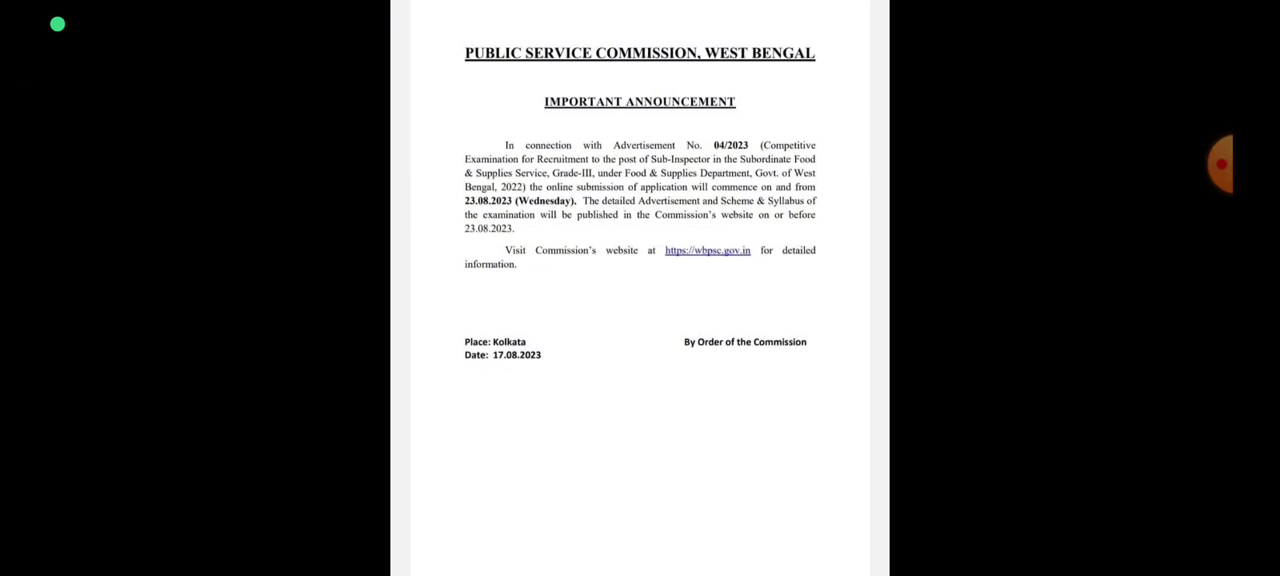 PUBLIC SERVICE COMMISSION, WEST BENGAL
IMPORTANT ANNOUNCEMENT
In connection with Advertisement No. 04/2023 (Competitive
Examination for Recruitment to the post of Sub-Inspector in the Subordinate Food
& Supplies Service, Grade-III, under Food & Supplies Department, Govt. of West
Bengal, 2022) the online submission of application will commence on and from
23.08.2023 (Wednesday). The detailed Advertisement and Scheme & Syllabus of
the examination will be published in the Commission's website on or before
23.08.2023.
Visit Commission's website at https://wbpsc.gov.in for detailed
information.
Place: Kolkata By Order of the Commission
Date: 17.08.2023